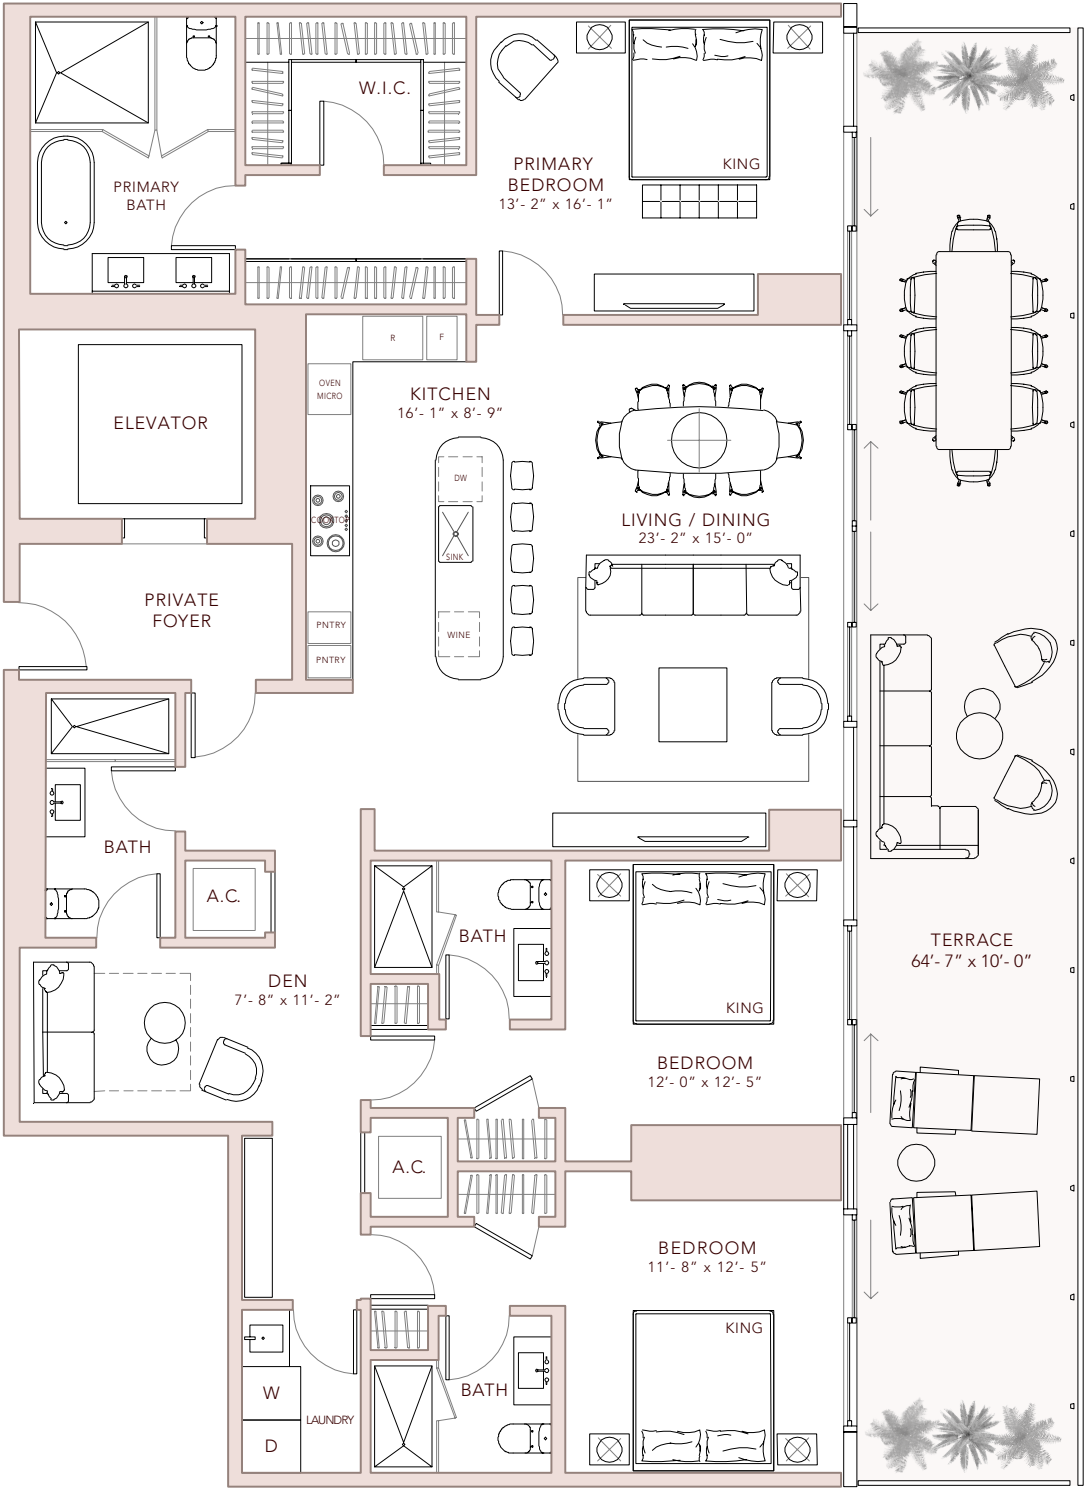 W.I.C.
KING
PRIMARY
BEDROOM
13'- 2" x 16'- 1"
PRIMARY
BATH
R
F
OVEN
MICRO
KITCHEN
16'- 1" x 8'- 9"
ELEVATOR
DW
COOKTOP
SINK
LIVING / DINING
23'- 2" x 15'- 0"
PRIVATE
FOYER
PNTRY
WINE
PNTRY
BATH
A.C.
BATH
TERRACE
64'- 7" x 10'- 0"
DEN
7'- 8" x 11'- 2"
KING
BEDROOM
12'- 0" x 12'- 5"
A.C.
BEDROOM
11'- 8" x 12'- 5"
KING
W
BATH
LAUNDRY
D